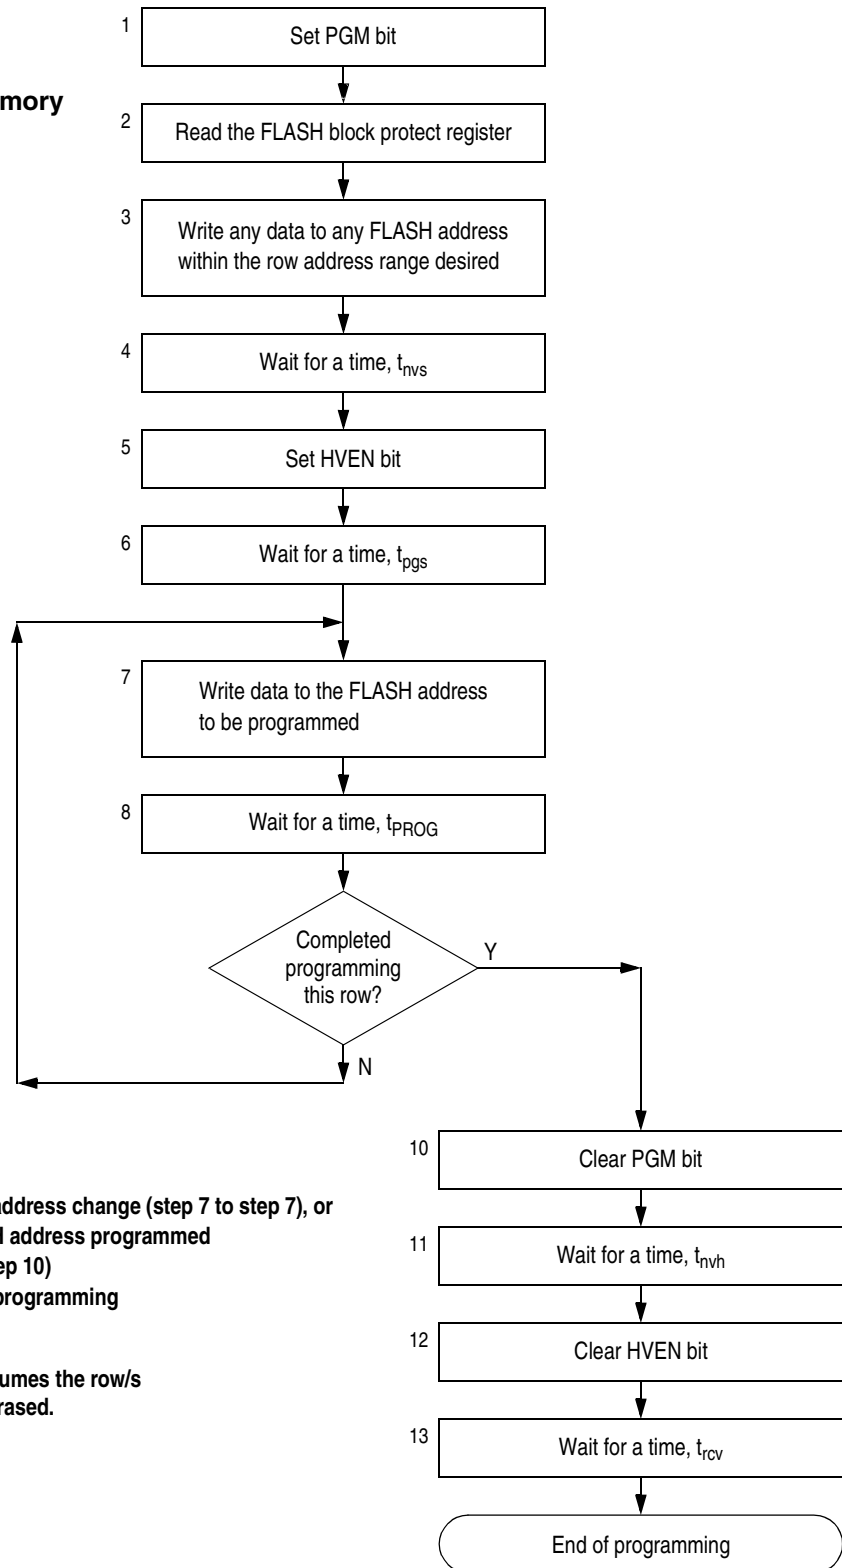 1
Set PGM bit
2
Read the FLASH block protect register
3
Write any data to any FLASH address
within the row address range desired
4
Wait for a time, tnvs
5
Set HVEN bit
6
Wait for a time, tpgs
7
Write data to the FLASH address
to be programmed
8
Wait for a time, tPROG
Completed
programming
this row?
Y
N
10
Clear PGM bit
address change (step 7 to step 7), or
address programmed
10)
11
Wait for a time, tnvh
programming
12
Clear HVEN bit
the row/s
13
Wait for a time, trcv
End of programming